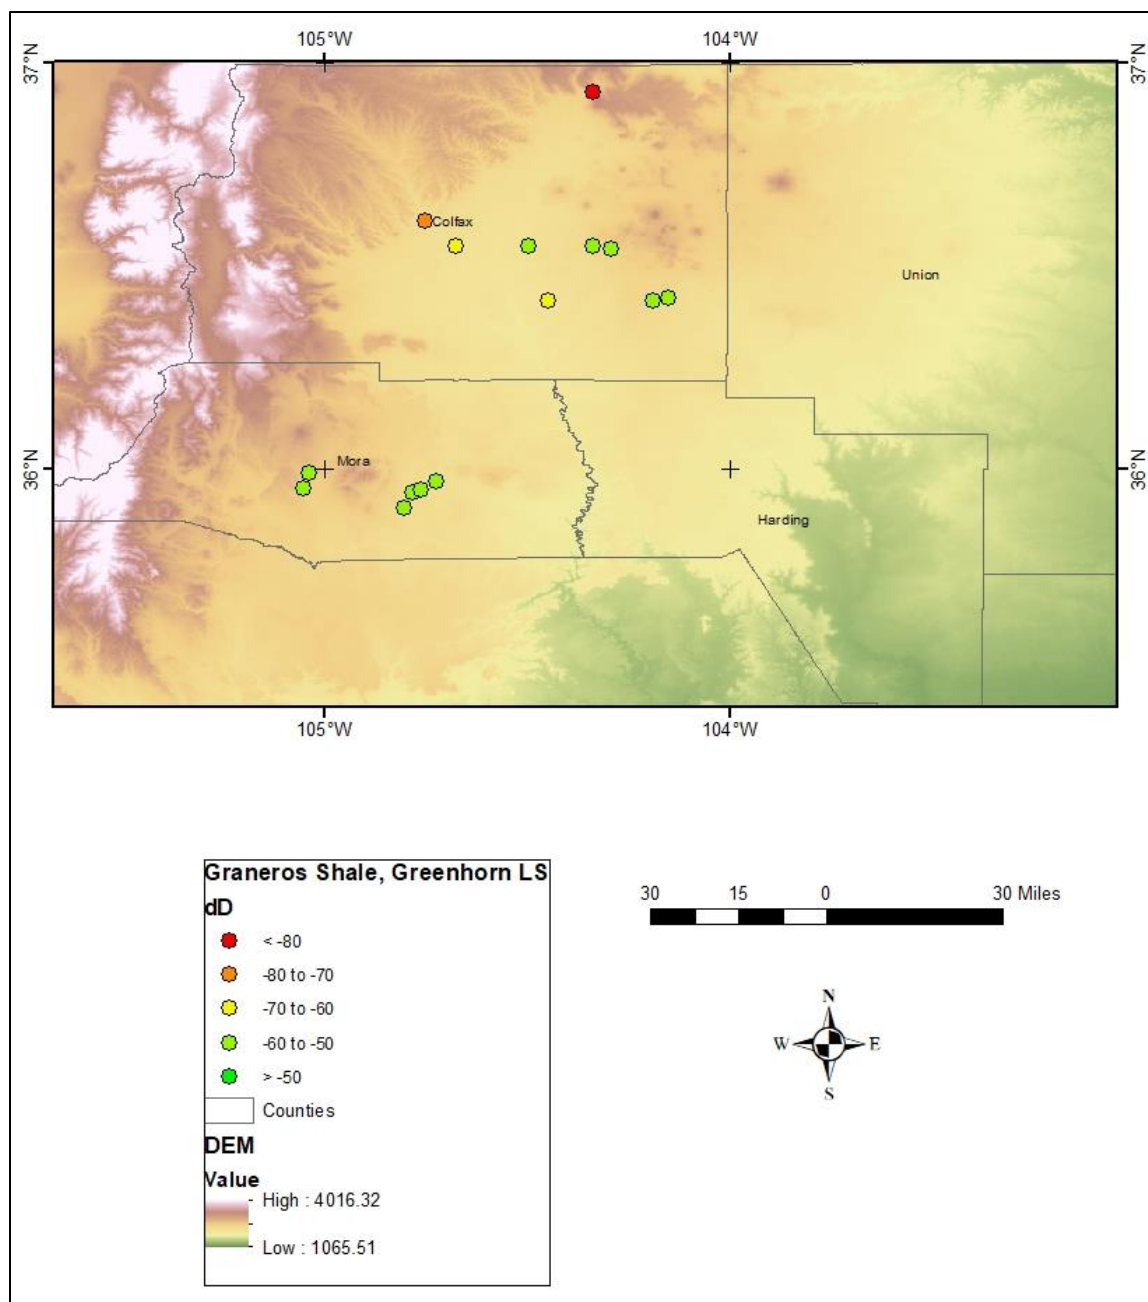 105°W 104°W
37°N 37°N
Colfax
Union
36°N 36°N
Mora
Harding
105°W 104°W
Graneros Shale, Greenhorn LS
dD
< -80
-80 to -70
-70 to -60
-60 to -50
> -50
Counties
DEM
Value
High : 4016.32
Low : 1065.51
30 15 0 30 Miles
N
W E
S